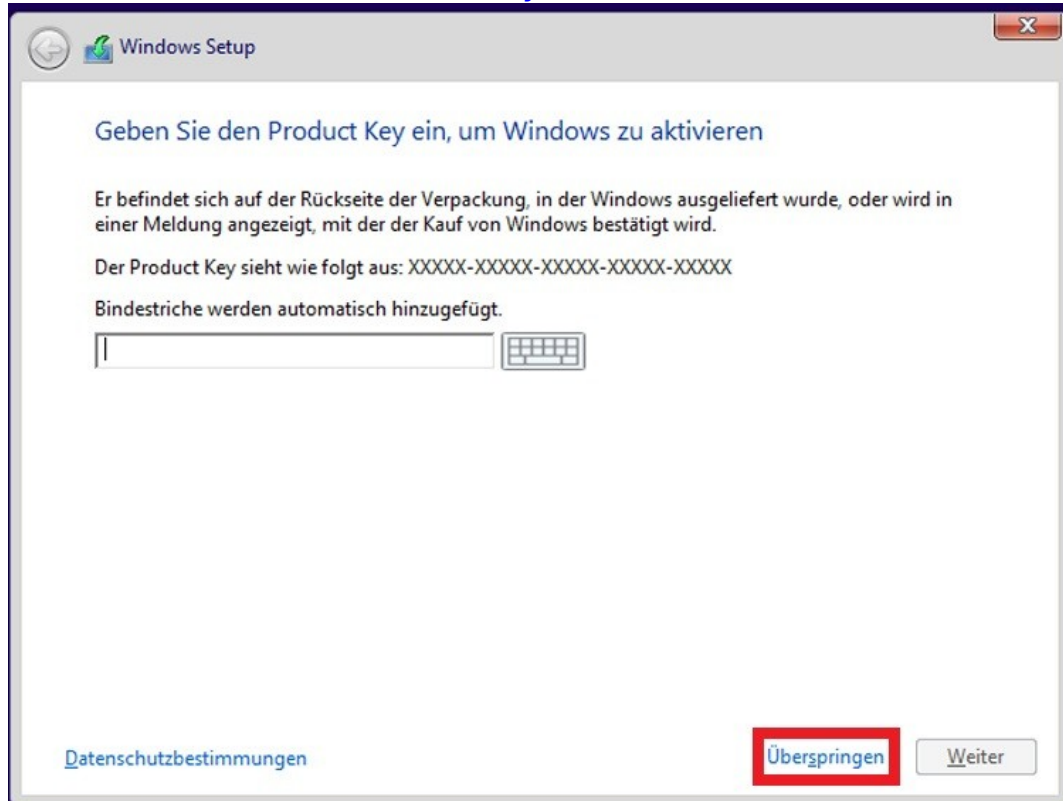 Windows Setup
Geben Sie den Product Key ein, um Windows zu aktivieren
Er befindet sich auf der Rückseite der Verpackung, in der Windows ausgeliefert wurde, oder wird in
einer Meldung angezeigt, mit der der Kauf von Windows bestätigt wird.
Der Product Key sieht wie folgt aus: XXXXX-XXXXX-XXXXX-XXXXX-XXXXX
Bindestriche werden automatisch hinzugefügt.
Datenschutzbestimmungen
Überspringen
Weiter